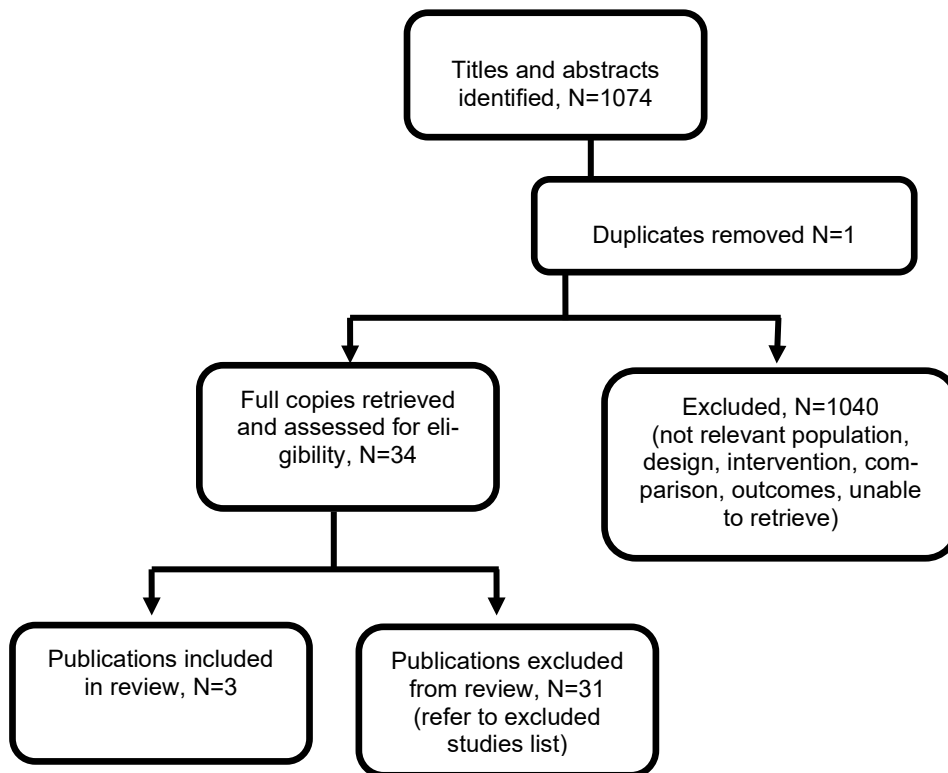 Titles and abstracts
identified, N=1074
Duplicates removed N=1
Full copies retrieved
and assessed for eli-
gibility, N=34
Excluded, N=1040
(not relevant population,
design, intervention, com-
parison, outcomes, unable
to retrieve)
Publications included
in review, N=3
Publications excluded
from review, N=31
(refer to excluded
studies list)